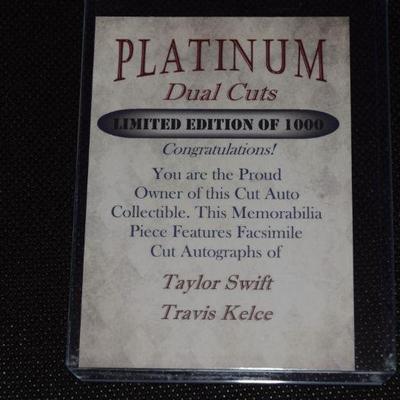 PLATINUM
Dual Cuts
LIMITED EDITION OF 1000
Congratulations!
You are the Proud
Owner of this Cut Auto
Collectible. This Memorabilia
Piece Features Facsimile
Cut Autographs of
Taylor Swift
Travis Kelce